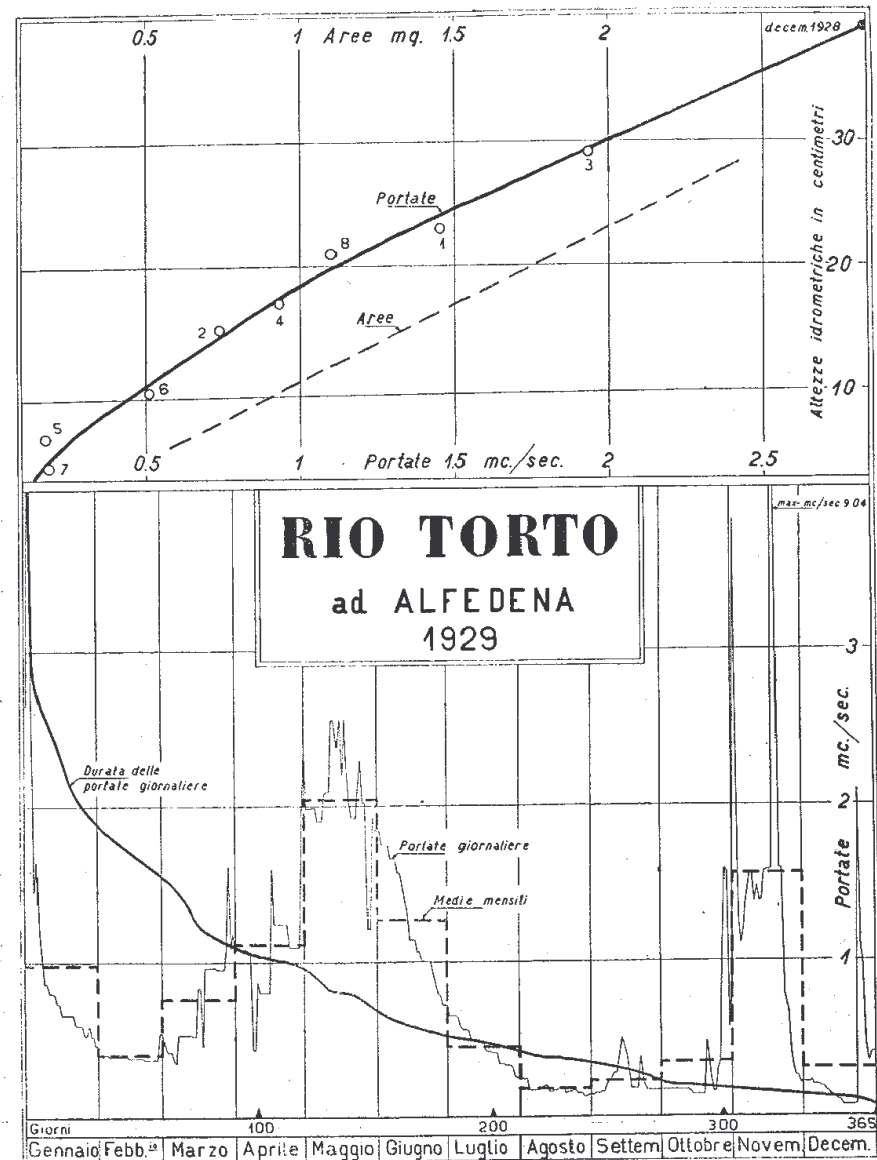 0.5 1 Aree mq. 1.5 2 decem.1928
30
Altezze idrometriche in centimetri
3
Portate
8
1
20
4
2
Aree
6
10
5
7
0.5 1 Portate 1.5 mc./sec. 2 2.5
max-mc/sec 9 04
RIO TORTO
ad ALFEDENA
1929
3
Portate mc./sec.
Durata delle
portate giornaliere
2
Portate giornaliere
Medie mensili
1
Giorni 100 200 300 365
Gennaio Febb.io Marzo Aprile Maggio Giugno Luglio Agosto Settem Ottobre Novem. Decem.